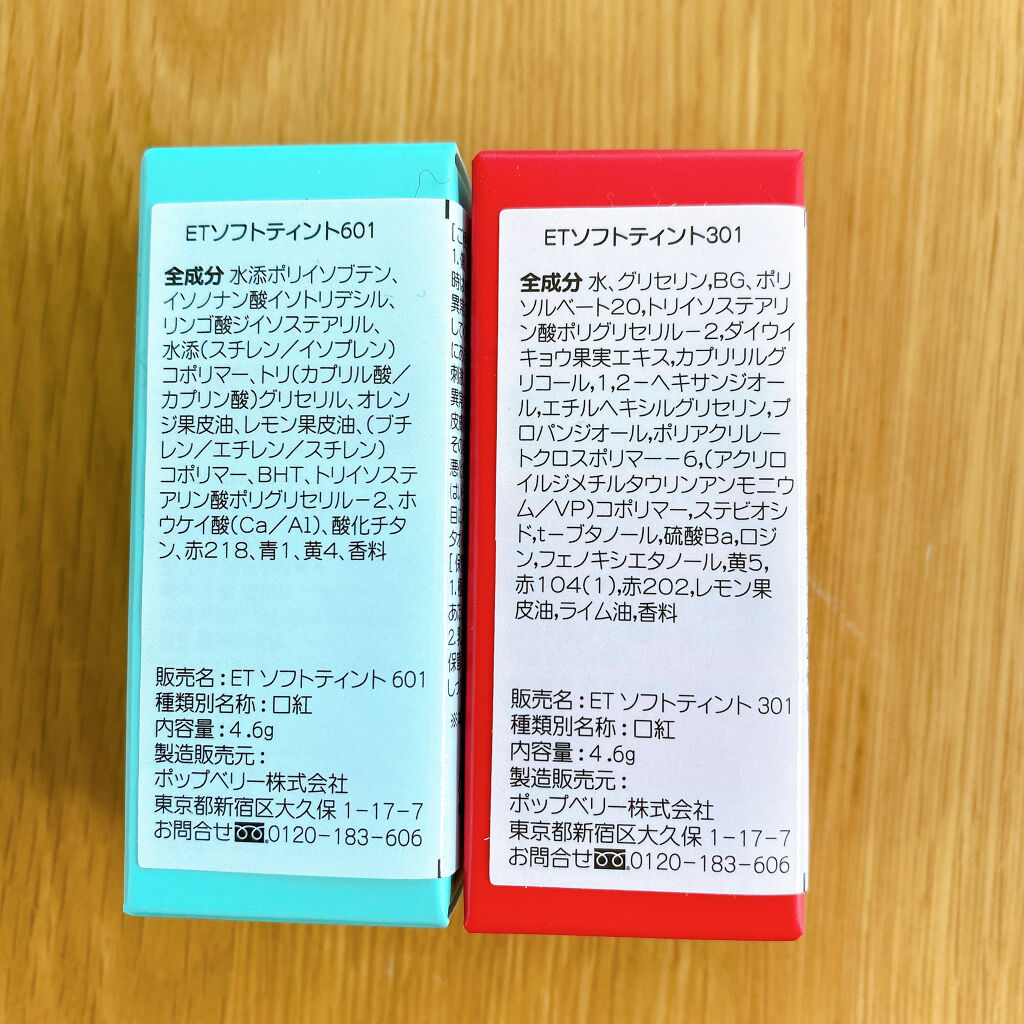 ETソフトティント601
全成分 水添ポリイソブテン、
イソノナン酸イソトリデシル、
リンゴ酸ジイソステアリル、
水添(スチレン/イソプレン)
コポリマー、トリ(カプリル酸/
カプリン酸)グリセリル、オレン
ジ果皮油、レモン果皮油、(ブチ
レン/エチレン/スチレン)
コポリマー、BHT、トリイソステ
アリン酸ポリグリセリル-2、ホ
ウケイ酸(Ca/Al)、酸化チタ
ン、赤218、青1、黄4、香料
販売名:ET ソフトティント 601
種類別名称:口紅
内容量:4.6g
製造販売元:
ポップベリー株式会社
東京都新宿区大久保 1-17-7
お問合せ 0120-183-606
ETソフトティント301
全成分 水、グリセリン,BG、ポリ
ソルベート20,トリイソステアリ
ン酸ポリグリセリル-2,ダイウイ
キョウ果実エキス,カプリリルグ
リコール,1,2-ヘキサンジオー
ル,エチルヘキシルグリセリン,プ
ロパンジオール,ポリアクリレー
トクロスポリマー-6,(アクリロ
イルジメチルタウリンアンモニウ
ム/VP)コポリマー,ステビオシ
ド,t-ブタノール,硫酸Ba,ロジ
ン,フェノキシエタノール,黄5,
赤104(1),赤202,レモン果
皮油,ライム油,香料
販売名:ET ソフトティント 301
種類別名称:口紅
内容量:4.6g
製造販売元:
ポップベリー株式会社
東京都新宿区大久保 1-17-7
お問合せ 0120-183-606